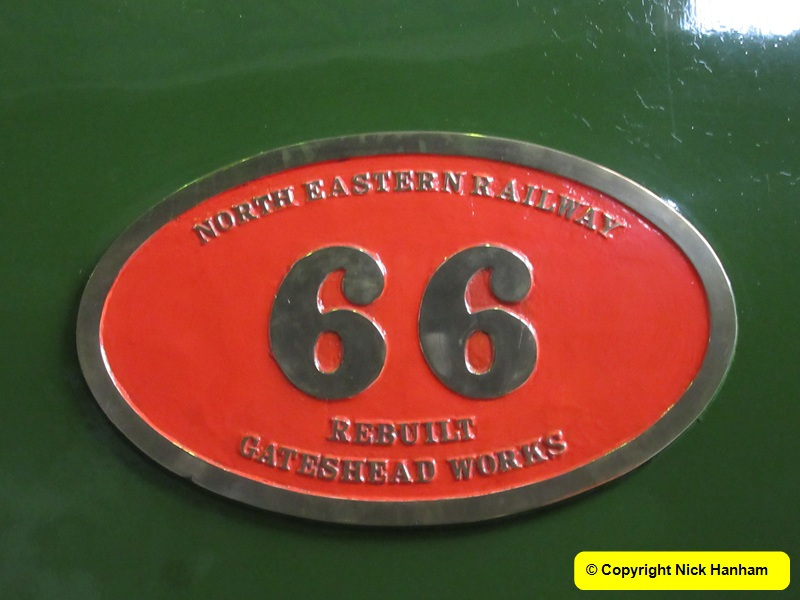 NORTH EASTERN RAILWAY
66
REBUILT
GATESHEAD WORKS
© Copyright Nick Hanham